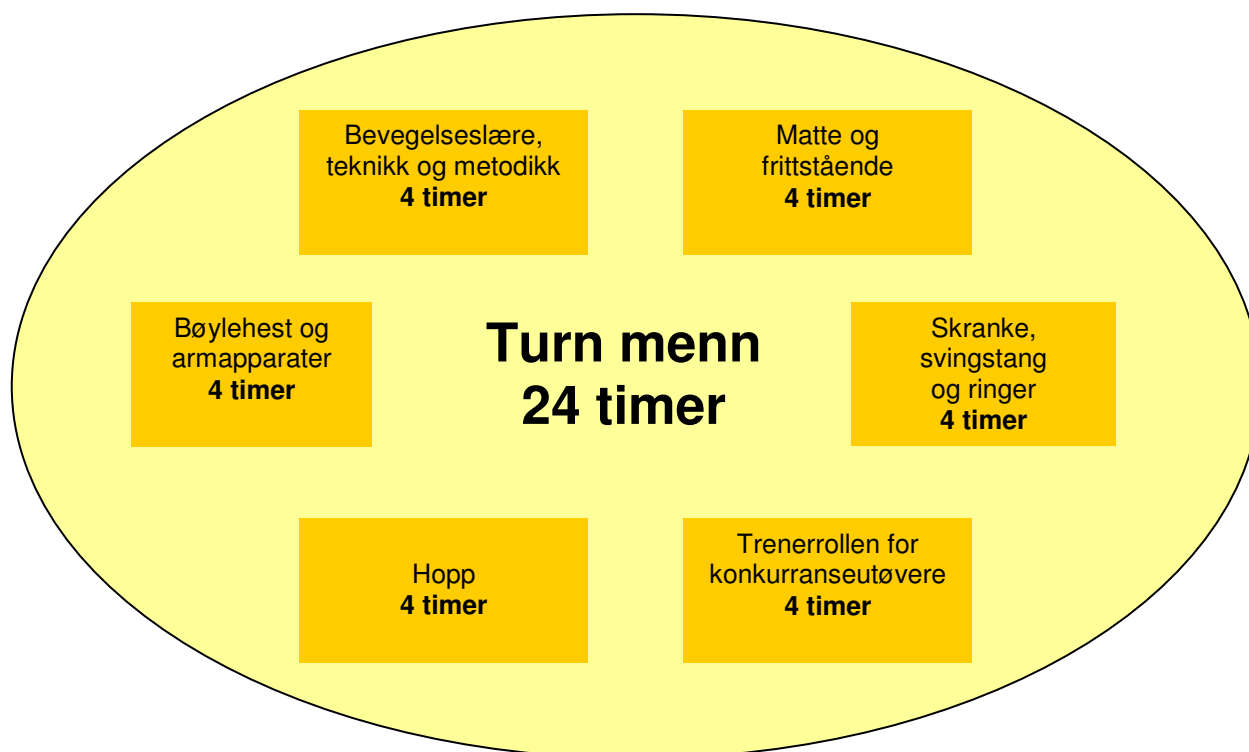 Bevegelseslære,
teknikk og metodikk
4 timer
Matte og
frittstående
4 timer
Bøylehest og
armapparater
4 timer
Turn menn
24 timer
Skranke,
svingstang
og ringer
4 timer
Hopp
4 timer
Trenerrollen for
konkurranseutøvere
4 timer